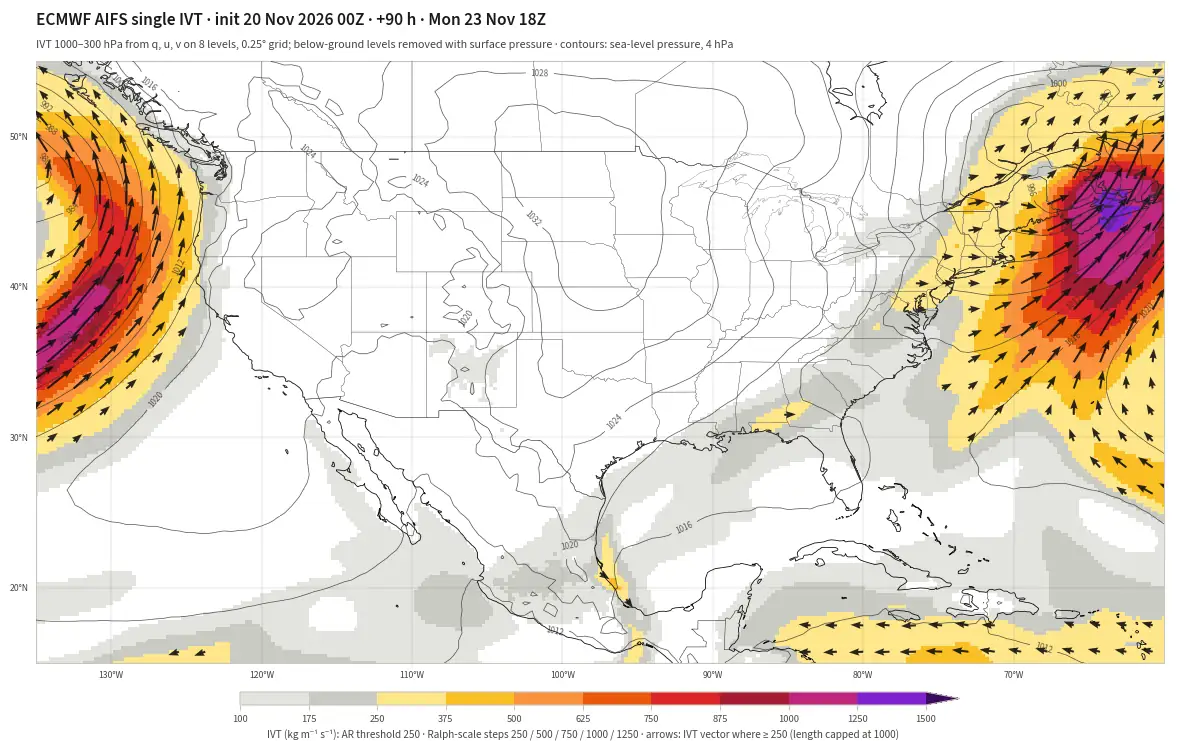 ECMWF AIFS single IVT · init 20 Nov 2026 00Z · +90 h · Mon 23 Nov 18Z
IVT 1000–300 hPa from q, u, v on 8 levels, 0.25° grid; below-ground levels removed with surface pressure · contours: sea-level pressure, 4 hPa
1016
1028
1000
992
50°N
1024
1024
996
1032
1012
40°N
1020
1020
1024
30°N
1016
1020
20°N
1012
1012
130°W 120°W 110°W 100°W 90°W 80°W 70°W
100 175 250 375 500 625 750 875 1000 1250 1500
IVT (kg m⁻¹ s⁻¹): AR threshold 250 · Ralph-scale steps 250 / 500 / 750 / 1000 / 1250 · arrows: IVT vector where ≥ 250 (length capped at 1000)